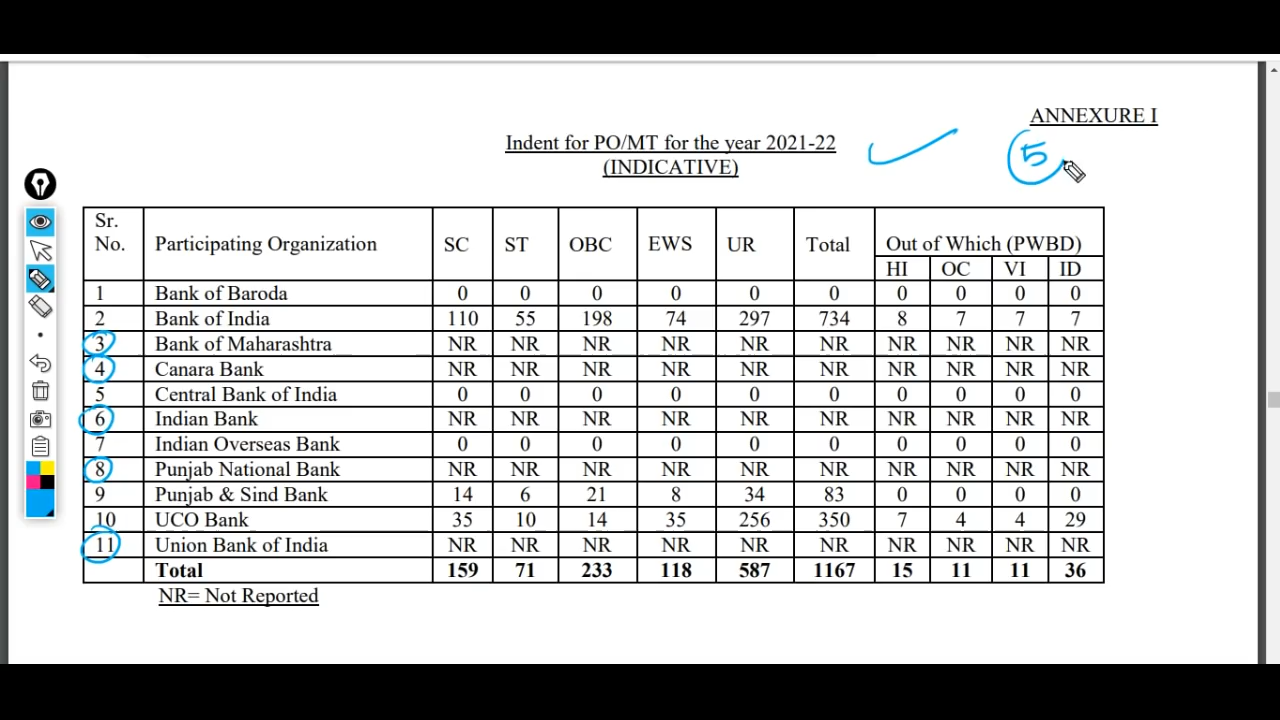 ANNEXURE I
Indent for PO/MT for the year 2021-22
(INDICATIVE)
5
Sr. No. Participating Organization SC ST OBC EWS UR Total Out of Which (PWBD)
HI OC VI ID
1 Bank of Baroda 0 0 0 0 0 0 0 0 0 0
2 Bank of India 110 55 198 74 297 734 8 7 7 7
3 Bank of Maharashtra NR NR NR NR NR NR NR NR NR NR
4 Canara Bank NR NR NR NR NR NR NR NR NR NR
5 Central Bank of India 0 0 0 0 0 0 0 0 0 0
6 Indian Bank NR NR NR NR NR NR NR NR NR NR
7 Indian Overseas Bank 0 0 0 0 0 0 0 0 0 0
8 Punjab National Bank NR NR NR NR NR NR NR NR NR NR
9 Punjab & Sind Bank 14 6 21 8 34 83 0 0 0 0
10 UCO Bank 35 10 14 35 256 350 7 4 4 29
11 Union Bank of India NR NR NR NR NR NR NR NR NR NR
Total 159 71 233 118 587 1167 15 11 11 36
NR= Not Reported